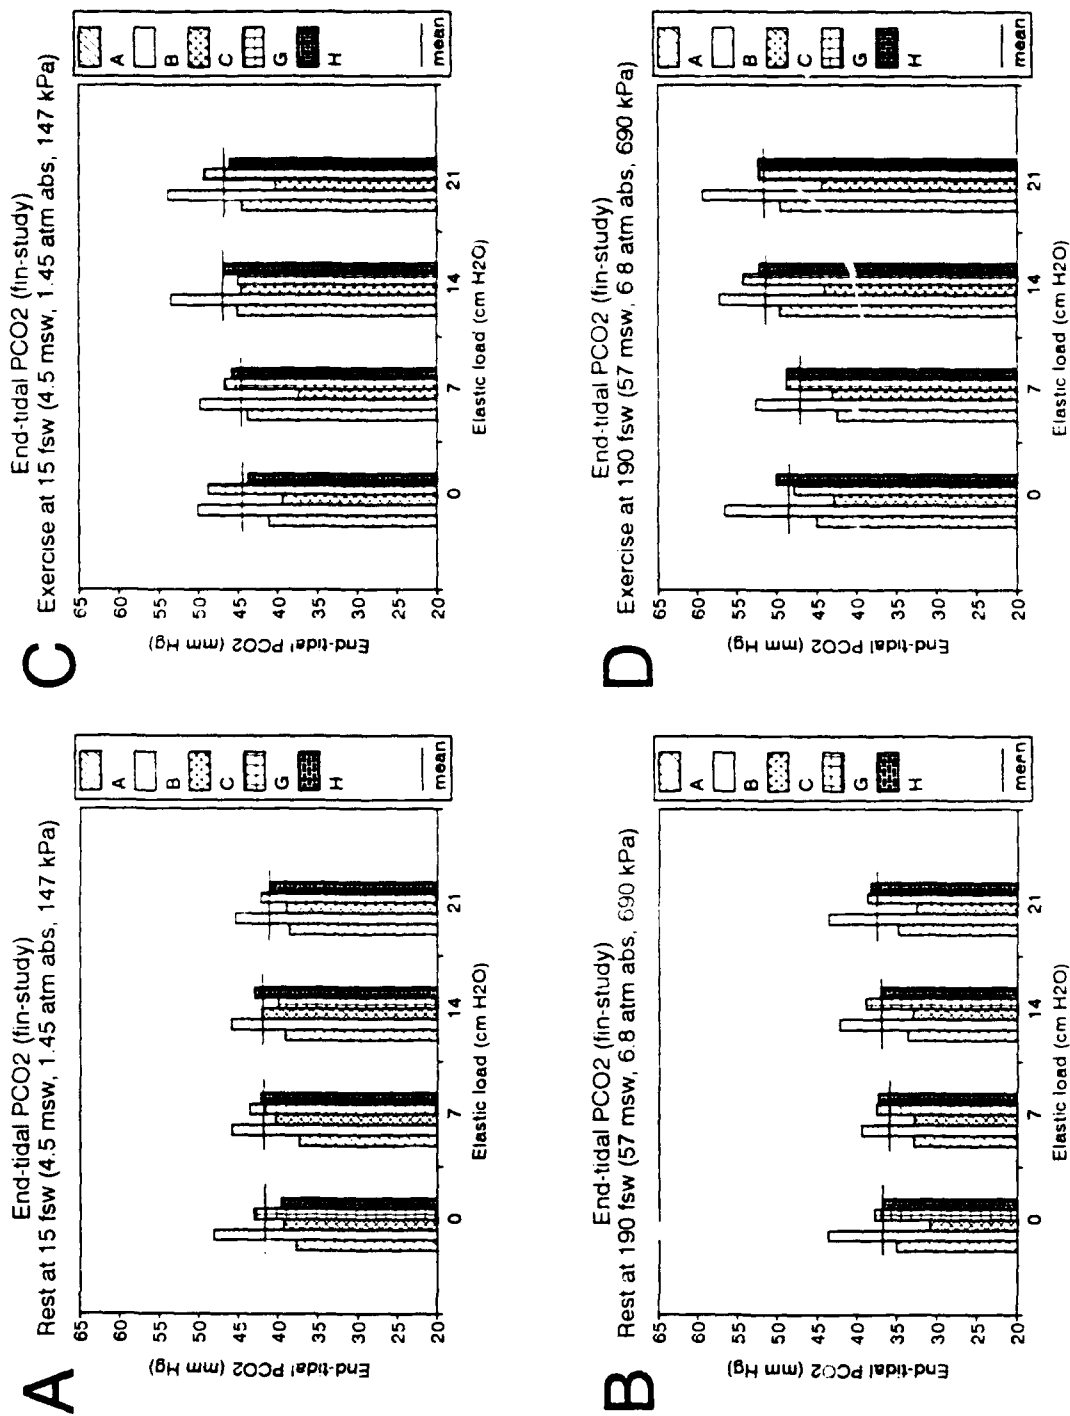 A
End-tidal PCO2 (fin-study)
Rest at 15 fsw (4.5 msw, 1.45 atm abs, 147 kPa)
End-tidal PCO2 (mm Hg)
65
60
55
50
45
40
35
30
25
20
0
7
14
21
Elastic load (cm H2O)
A
B
C
G
H
mean
C
End-tidal PCO2 (fin-study)
Exercise at 15 fsw (4.5 msw, 1.45 atm abs, 147 kPa)
End-tidal PCO2 (mm Hg)
65
60
55
50
45
40
35
30
25
20
0
7
14
21
Elastic load (cm H2O)
A
B
C
G
H
mean
B
End-tidal PCO2 (fin-study)
Rest at 190 fsw (57 msw, 6.8 atm abs, 690 kPa)
End-tidal PCO2 (mm Hg)
65
60
55
50
45
40
35
30
25
20
0
7
14
21
Elastic load (cm H2O)
A
B
C
G
H
mean
D
End-tidal PCO2 (fin-study)
Exercise at 190 fsw (57 msw, 6 8 atm abs, 690 kPa)
End-tidal PCO2 (mm Hg)
65
60
55
50
45
40
35
30
25
20
0
7
14
21
Elastic load (cm H2O)
A
B
C
G
H
mean